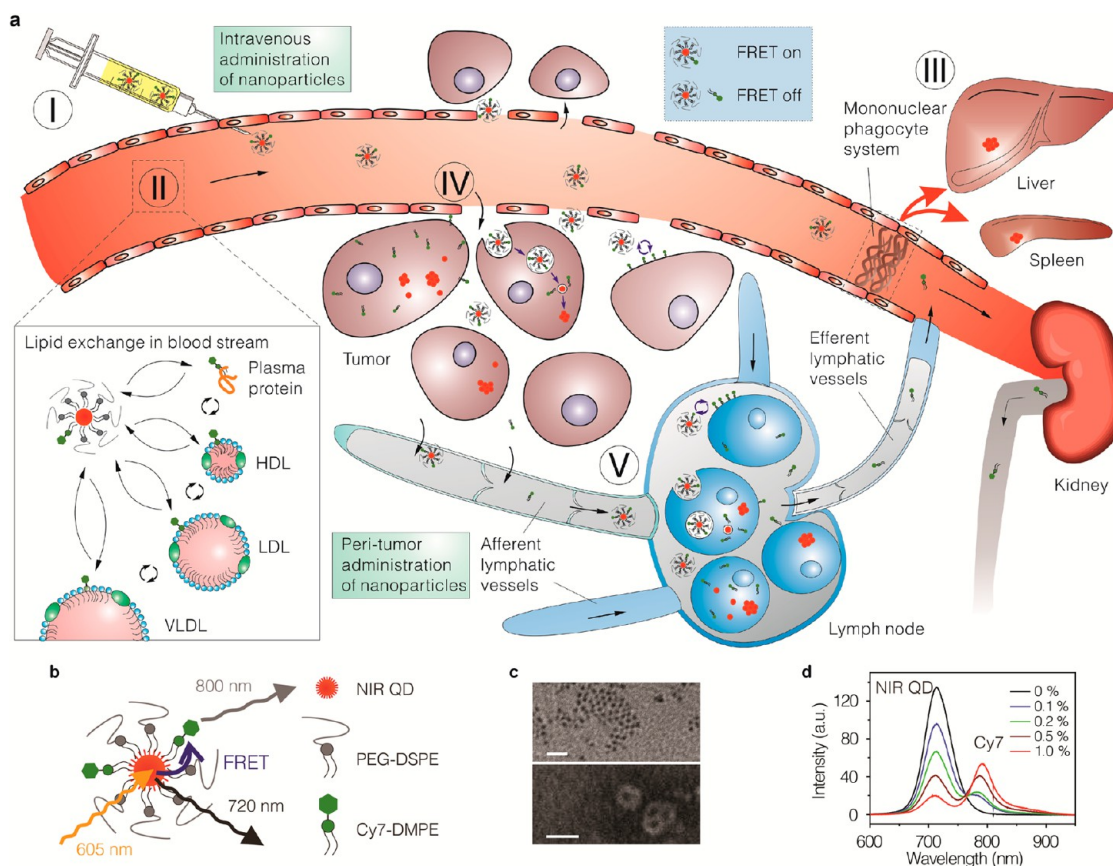 a
I
Intravenous
administration
of nanoparticles
FRET on
FRET off
III
Mononuclear
phagocyte
system
Liver
Spleen
II
IV
Tumor
Efferent
lymphatic
vessels
Kidney
Lipid exchange in blood stream
Plasma
protein
HDL
LDL
VLDL
V
Peri-tumor
administration
of nanoparticles
Afferent
lymphatic
vessels
Lymph node
b
800 nm
FRET
720 nm
605 nm
NIR QD
PEG-DSPE
Cy7-DMPE
c
d
NIR QD
Cy7
0 %
0.1 %
0.2 %
0.5 %
1.0 %
Intensity (a.u.)
120
80
40
0
600 700 800 900
Wavelength (nm)